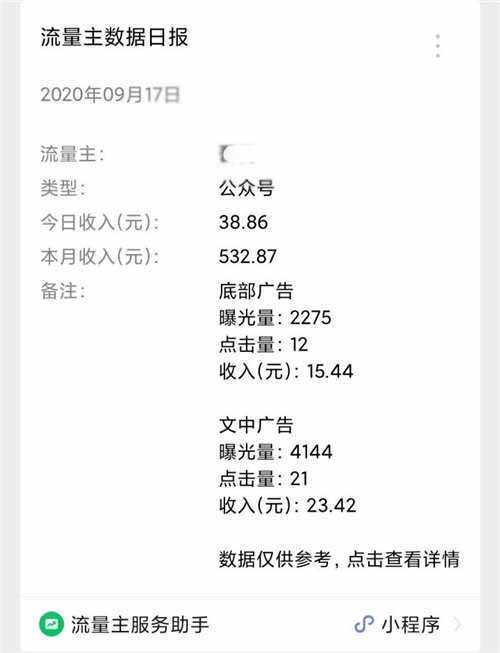 流量主数据日报
2020年09月17日
流量主:
类型: 公众号
今日收入(元): 38.86
本月收入(元): 532.87
备注: 底部广告
曝光量: 2275
点击量: 12
收入(元): 15.44
文中广告
曝光量: 4144
点击量: 21
收入(元): 23.42
数据仅供参考, 点击查看详情
流量主服务助手 小程序